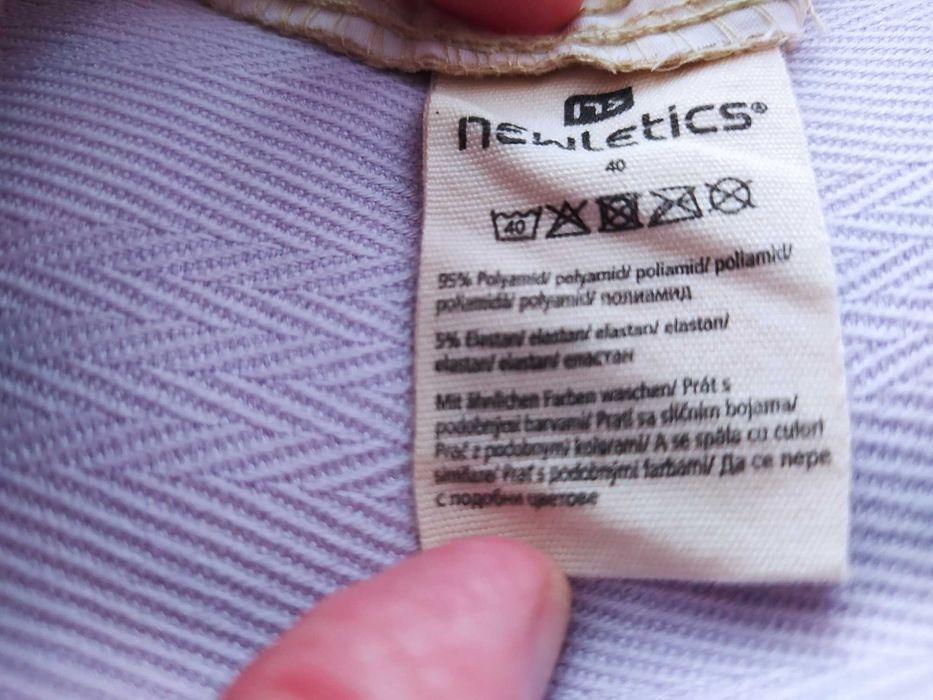 newletics®
40
40
95% Polyamid/ polyamid/ poliamid/ poliamid/
poliamidă/ polyamid/ полиамид
5% Elastan/ elastan/ elastan/ elastan/
elastan/ elastan/ еластан
Mit ähnlichen Farben waschen/ Prát s
podobnými barvami/ Prati sa sličnim bojama/
Prać z podobnymi kolorami/ A se spăla cu culori
similare/ Prať s podobnými farbami/ Да се пере
с подобни цветове